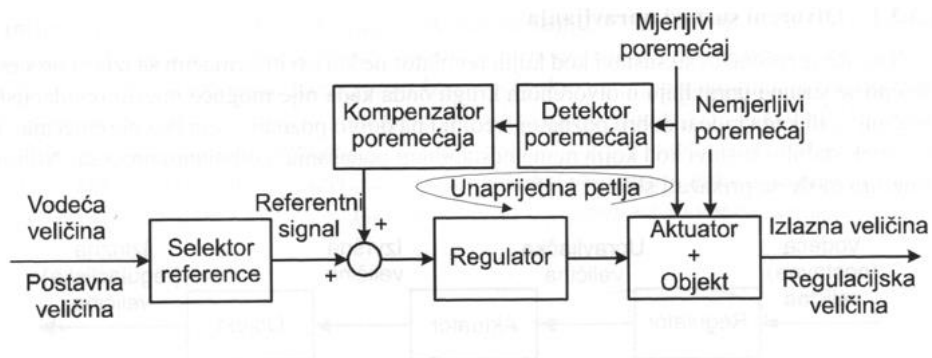 Mjerljivi
poremećaj
Kompenzator
poremećaja
Detektor
poremećaja
Nemjerljivi
poremećaj
Unaprijedna petlja
Vodeća
veličina
Referentni
signal
+
Selektor
reference
+
Regulator
Aktuator
+
Objekt
Izlazna veličina
Postavna
veličina
Regulacijska
veličina